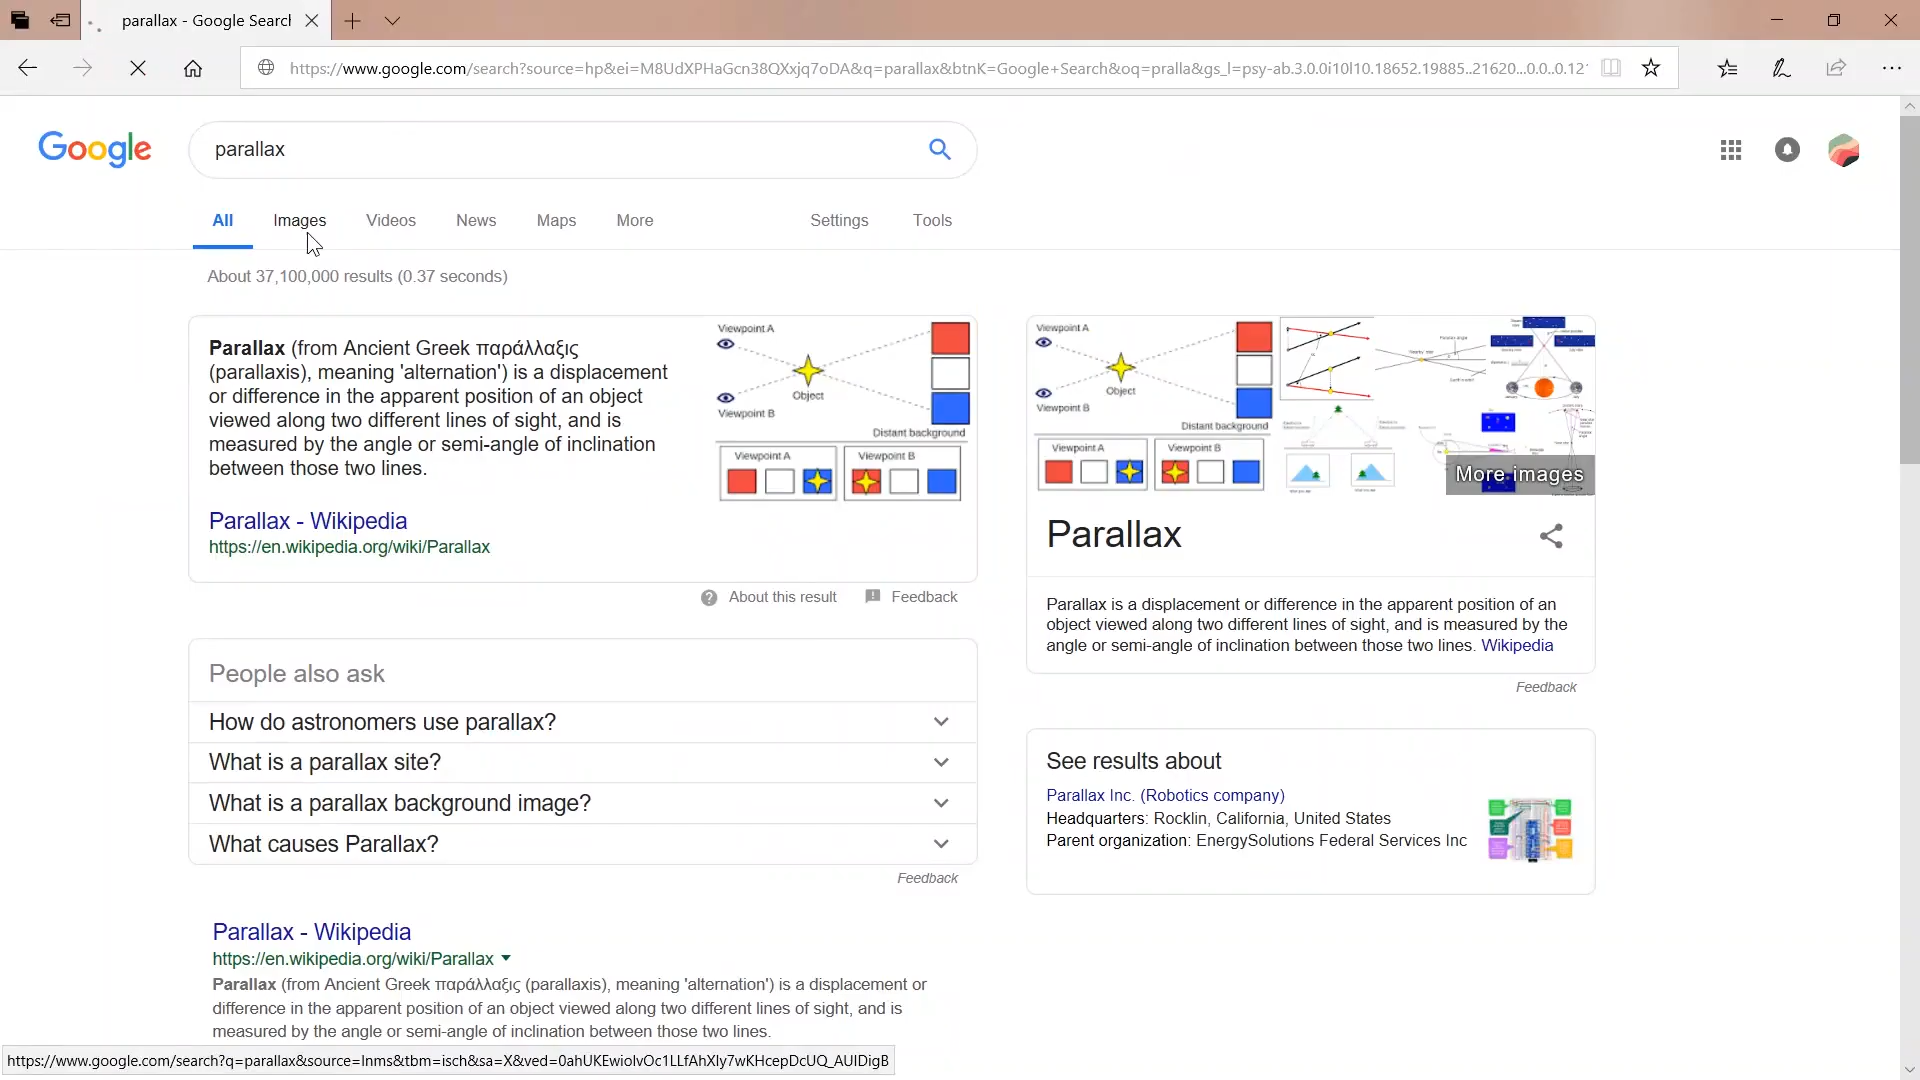 parallax - Google Search
https://www.google.com/search?source=hp&ei=M8UdXPHaGcn38QXxjq7oDA&q=parallax&btnK=Google+Search&oq=pralla&gs_l=psy-ab.3.0.0i10l10.18652.19885..21620...0.0..0.12
Google
parallax
All Images Videos News Maps More Settings Tools
About 37,100,000 results (0.37 seconds)
Parallax (from Ancient Greek παράλλαξις
(parallaxis), meaning 'alternation') is a displacement
or difference in the apparent position of an object
viewed along two different lines of sight, and is
measured by the angle or semi-angle of inclination
between those two lines.
Viewpoint A
Object
Viewpoint B
Distant background
Viewpoint A Viewpoint B
Parallax - Wikipedia
https://en.wikipedia.org/wiki/Parallax
About this result Feedback
People also ask
How do astronomers use parallax?
What is a parallax site?
What is a parallax background image?
What causes Parallax?
Feedback
Parallax - Wikipedia
https://en.wikipedia.org/wiki/Parallax
Parallax (from Ancient Greek παράλλαξις (parallaxis), meaning 'alternation') is a displacement or
difference in the apparent position of an object viewed along two different lines of sight, and is
measured by the angle or semi-angle of inclination between those two lines.
Viewpoint A
Object
Viewpoint B
Distant background
Viewpoint A Viewpoint B
More images
Parallax
Parallax is a displacement or difference in the apparent position of an
object viewed along two different lines of sight, and is measured by the
angle or semi-angle of inclination between those two lines. Wikipedia
Feedback
See results about
Parallax Inc. (Robotics company)
Headquarters: Rocklin, California, United States
Parent organization: EnergySolutions Federal Services Inc
https://www.google.com/search?q=parallax&source=lnms&tbm=isch&sa=X&ved=0ahUKEwiolvOc1LLfAhXIy7wKHcepDcUQ_AUIDigB